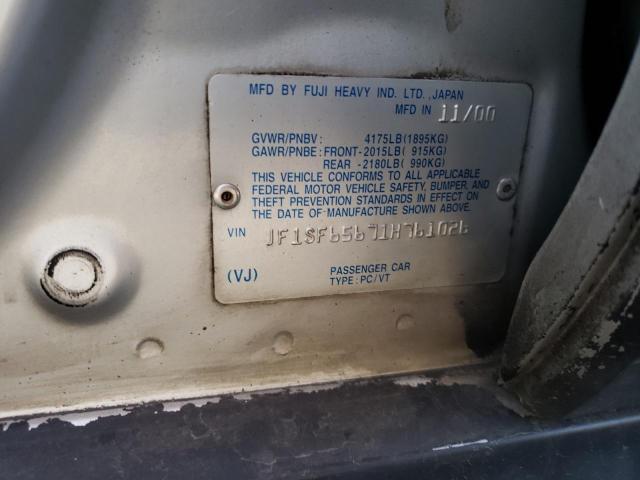 MFD BY FUJI HEAVY IND. LTD.,JAPAN
MFD IN 11/00
GVWR/PNBV: 4175LB(1895KG)
GAWR/PNBE:FRONT-2015LB( 915KG)
REAR -2180LB( 990KG)
THIS VEHICLE CONFORMS TO ALL APPLICABLE
FEDERAL MOTOR VEHICLE SAFETY, BUMPER, AND
THEFT PREVENTION STANDARDS IN EFFECT ON
THE DATE OF MANUFACTURE SHOWN ABOVE.
VIN JF1SF65671H761026
(VJ) PASSENGER CAR
TYPE:PC/VT